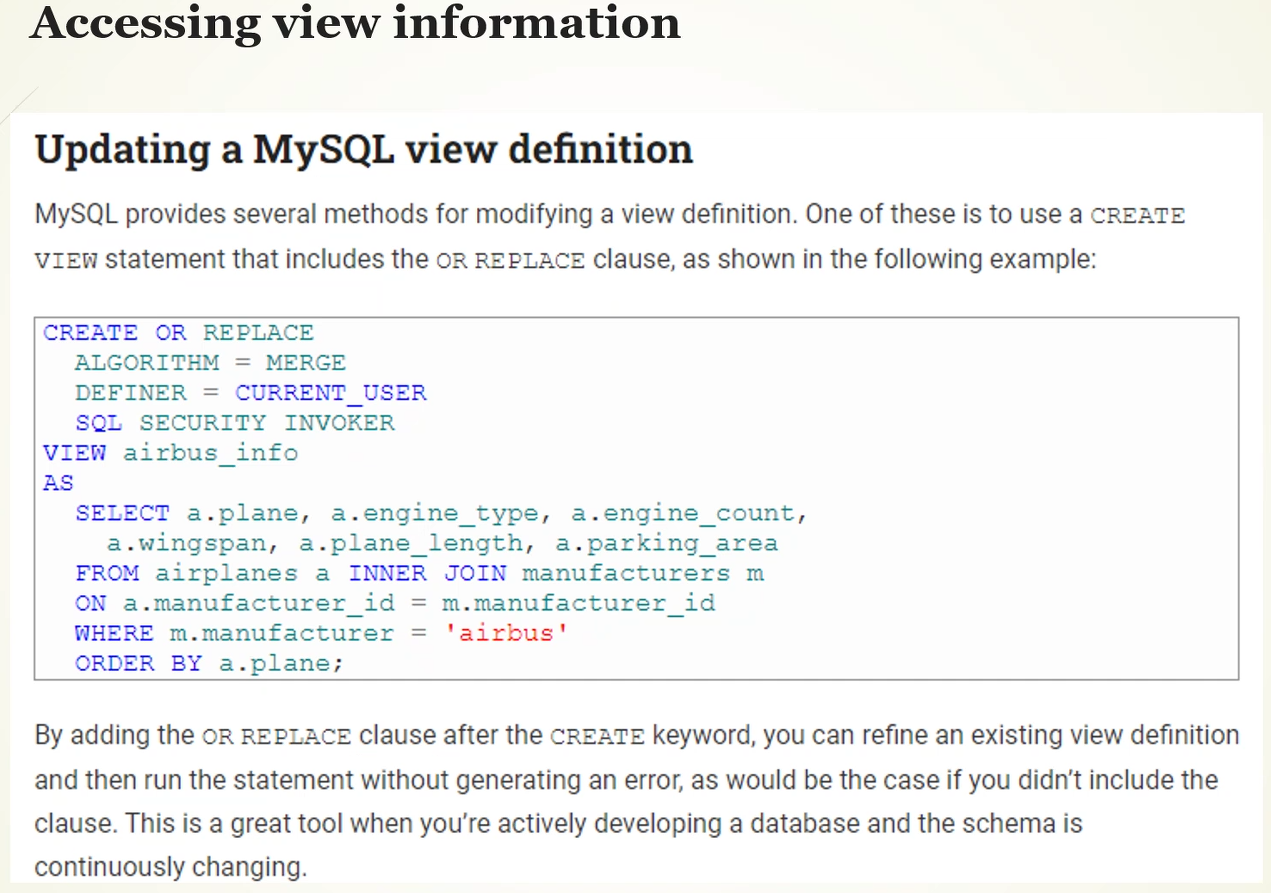 Accessing view information
Updating a MySQL view definition
MySQL provides several methods for modifying a view definition. One of these is to use a CREATE
VIEW statement that includes the OR REPLACE clause, as shown in the following example:
CREATE OR REPLACE
ALGORITHM = MERGE
DEFINER = CURRENT_USER
SQL SECURITY INVOKER
VIEW airbus_info
AS
SELECT a.plane, a.engine_type, a.engine_count,
a.wingspan, a.plane_length, a.parking_area
FROM airplanes a INNER JOIN manufacturers m
ON a.manufacturer_id = m.manufacturer_id
WHERE m.manufacturer = 'airbus'
ORDER BY a.plane;
By adding the OR REPLACE clause after the CREATE keyword, you can refine an existing view definition
and then run the statement without generating an error, as would be the case if you didn’t include the
clause. This is a great tool when you’re actively developing a database and the schema is
continuously changing.